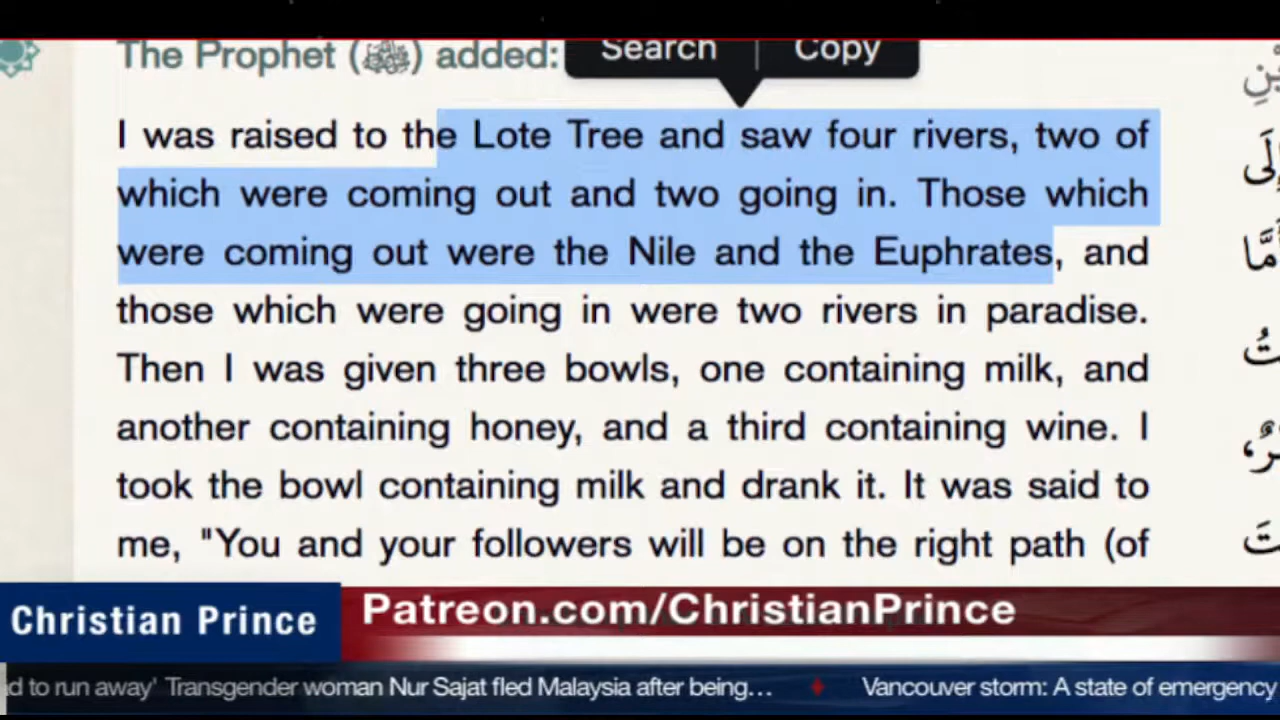 The Prophet (ﷺ) added:
Search | Copy
I was raised to the Lote Tree and saw four rivers, two of
which were coming out and two going in. Those which
were coming out were the Nile and the Euphrates, and
those which were going in were two rivers in paradise.
Then I was given three bowls, one containing milk, and
another containing honey, and a third containing wine. I
took the bowl containing milk and drank it. It was said to
me, "You and your followers will be on the right path (of
Christian Prince
Patreon.com/ChristianPrince
d to run away' Transgender woman Nur Sajat fled Malaysia after being... Vancouver storm: A state of emergency